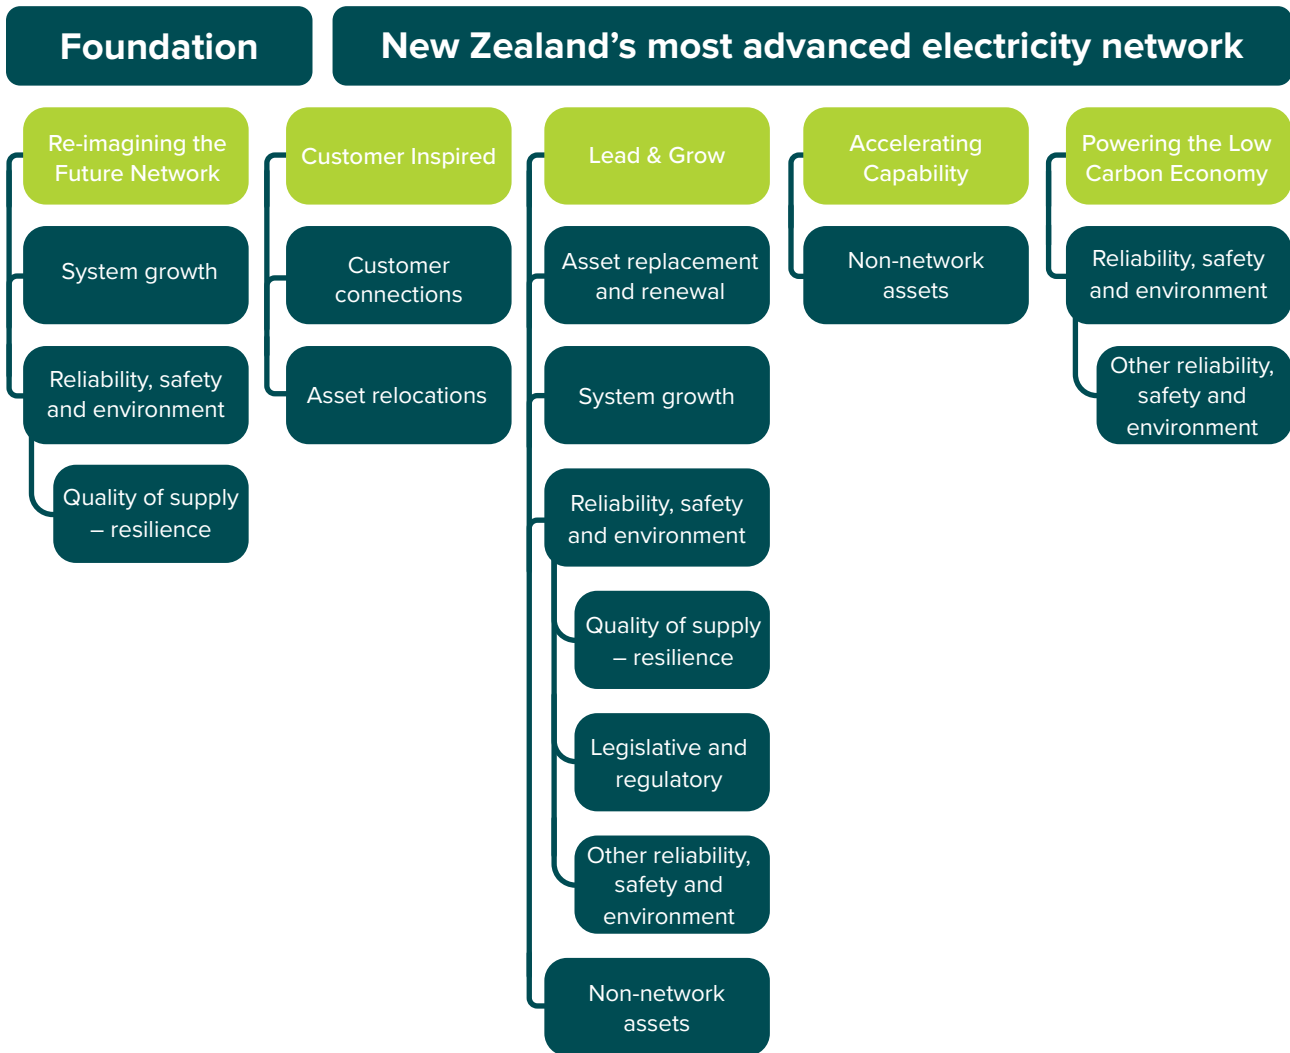 Foundation
New Zealand’s most advanced electricity network
Re-imagining the
Future Network
System growth
Reliability, safety
and environment
Quality of supply
– resilience
Customer Inspired
Customer
connections
Asset relocations
Lead & Grow
Asset replacement
and renewal
System growth
Reliability, safety
and environment
Quality of supply
– resilience
Legislative and
regulatory
Other reliability,
safety and
environment
Non-network
assets
Accelerating
Capability
Non-network
assets
Powering the Low
Carbon Economy
Reliability, safety
and environment
Other reliability,
safety and
environment